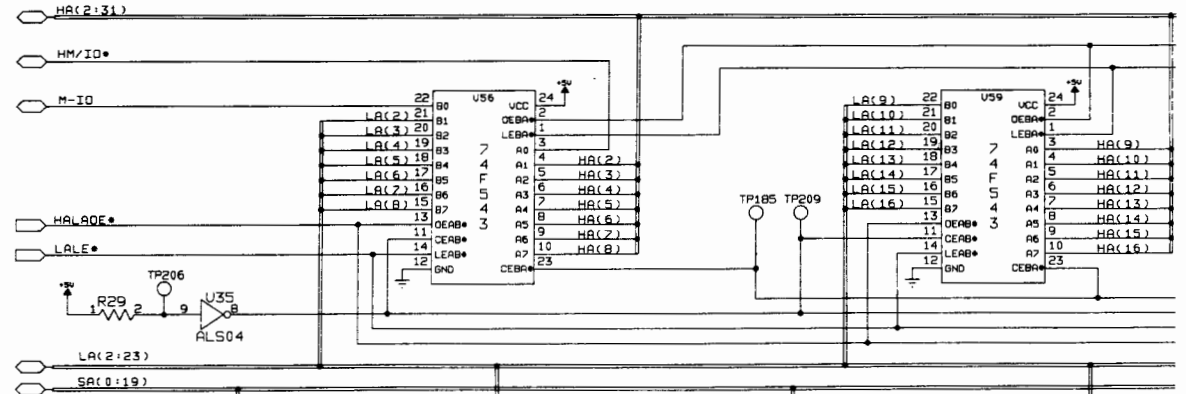 HA(2:31)
HM/IO*
M-IO
+5V U56 +5V U59
22 B0 VCC 24
LA(2) 21 B1 OEBA* 2
LA(3) 20 B2 LEBA* 1
LA(4) 19 B3 7 A0 3
LA(5) 18 B4 4 A1 4 HA(2)
LA(6) 17 B5 F A2 5 HA(3)
LA(7) 16 B6 5 A3 6 HA(4)
LA(8) 15 B7 4 A4 7 HA(5)
13 OEAB* 3 A5 8 HA(6)
11 CEAB* A6 9 HA(7)
14 LEAB* A7 10 HA(8)
12 GND CEBA* 23
LA(9) 22 B0 VCC 24
LA(10) 21 B1 OEBA* 2
LA(11) 20 B2 LEBA* 1
LA(12) 19 B3 7 A0 3 HA(9)
LA(13) 18 B4 4 A1 4 HA(10)
LA(14) 17 B5 F A2 5 HA(11)
LA(15) 16 B6 5 A3 6 HA(12)
LA(16) 15 B7 4 A4 7 HA(13)
13 OEAB* 3 A5 8 HA(14)
11 CEAB* A6 9 HA(15)
14 LEAB* A7 10 HA(16)
12 GND CEBA* 23
TP185 TP209
HALAOE*
LALE*
TP206
+5V
1 R29 2 9 U35 8
ALS04
LA(2:23)
SA(0:19)